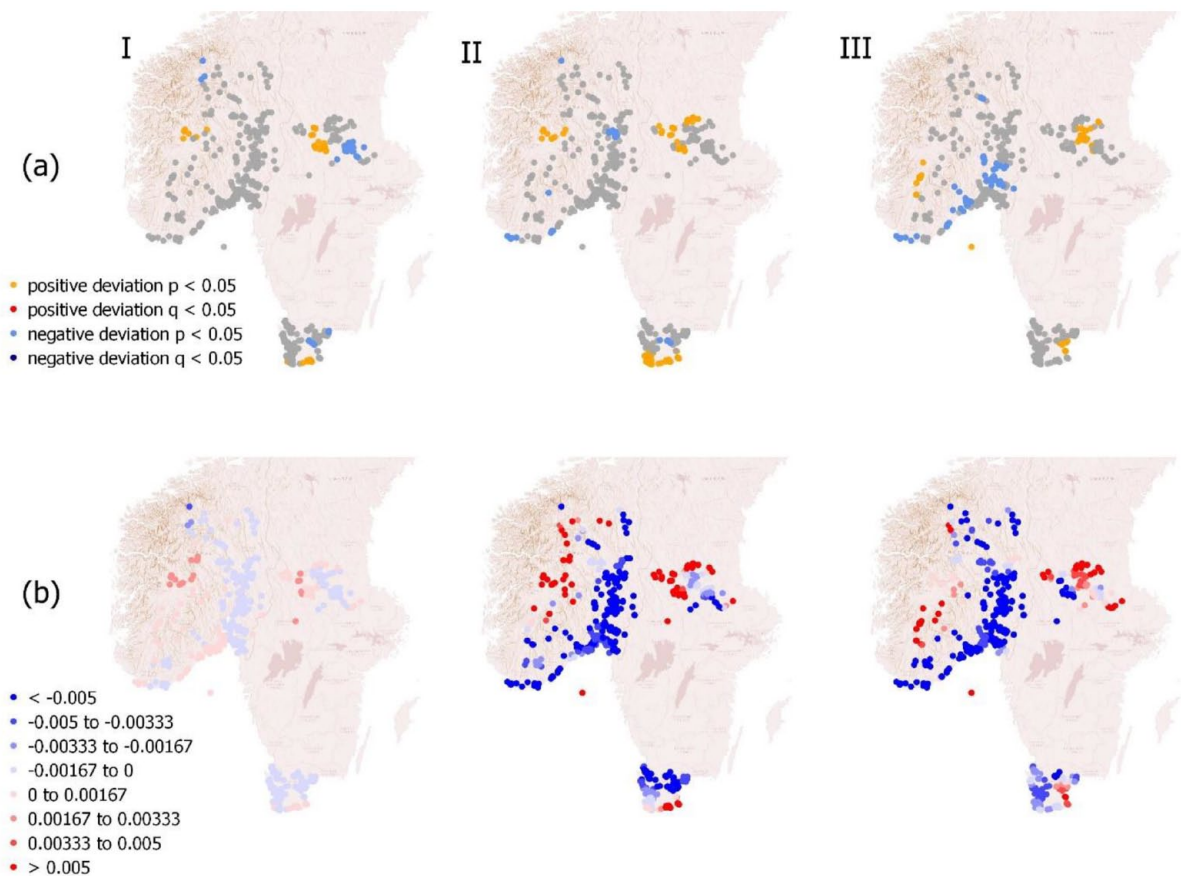 I
II
III
(a)
positive deviation p < 0.05
positive deviation q < 0.05
negative deviation p < 0.05
negative deviation q < 0.05
(b)
< -0.005
-0.005 to -0.00333
-0.00333 to -0.00167
-0.00167 to 0
0 to 0.00167
0.00167 to 0.00333
0.00333 to 0.005
> 0.005